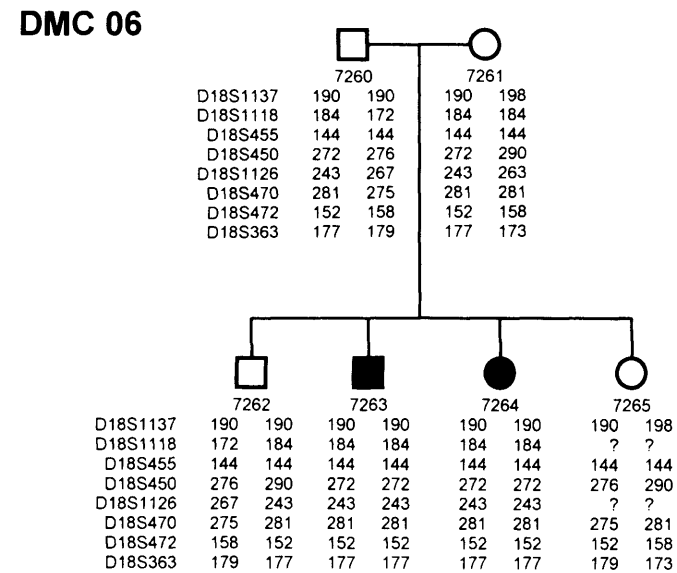 DMC 06
7260 7261
D18S1137 190 190 190 198
D18S1118 184 172 184 184
D18S455 144 144 144 144
D18S450 272 276 272 290
D18S1126 243 267 243 263
D18S470 281 275 281 281
D18S472 152 158 152 158
D18S363 177 179 177 173
7262 7263 7264 7265
D18S1137 190 190 190 190 190 190 190 198
D18S1118 172 184 184 184 184 184 ? ?
D18S455 144 144 144 144 144 144 144 144
D18S450 276 290 272 272 272 272 276 290
D18S1126 267 243 243 243 243 243 ? ?
D18S470 275 281 281 281 281 281 275 281
D18S472 158 152 152 152 152 152 152 158
D18S363 179 177 177 177 177 177 179 173